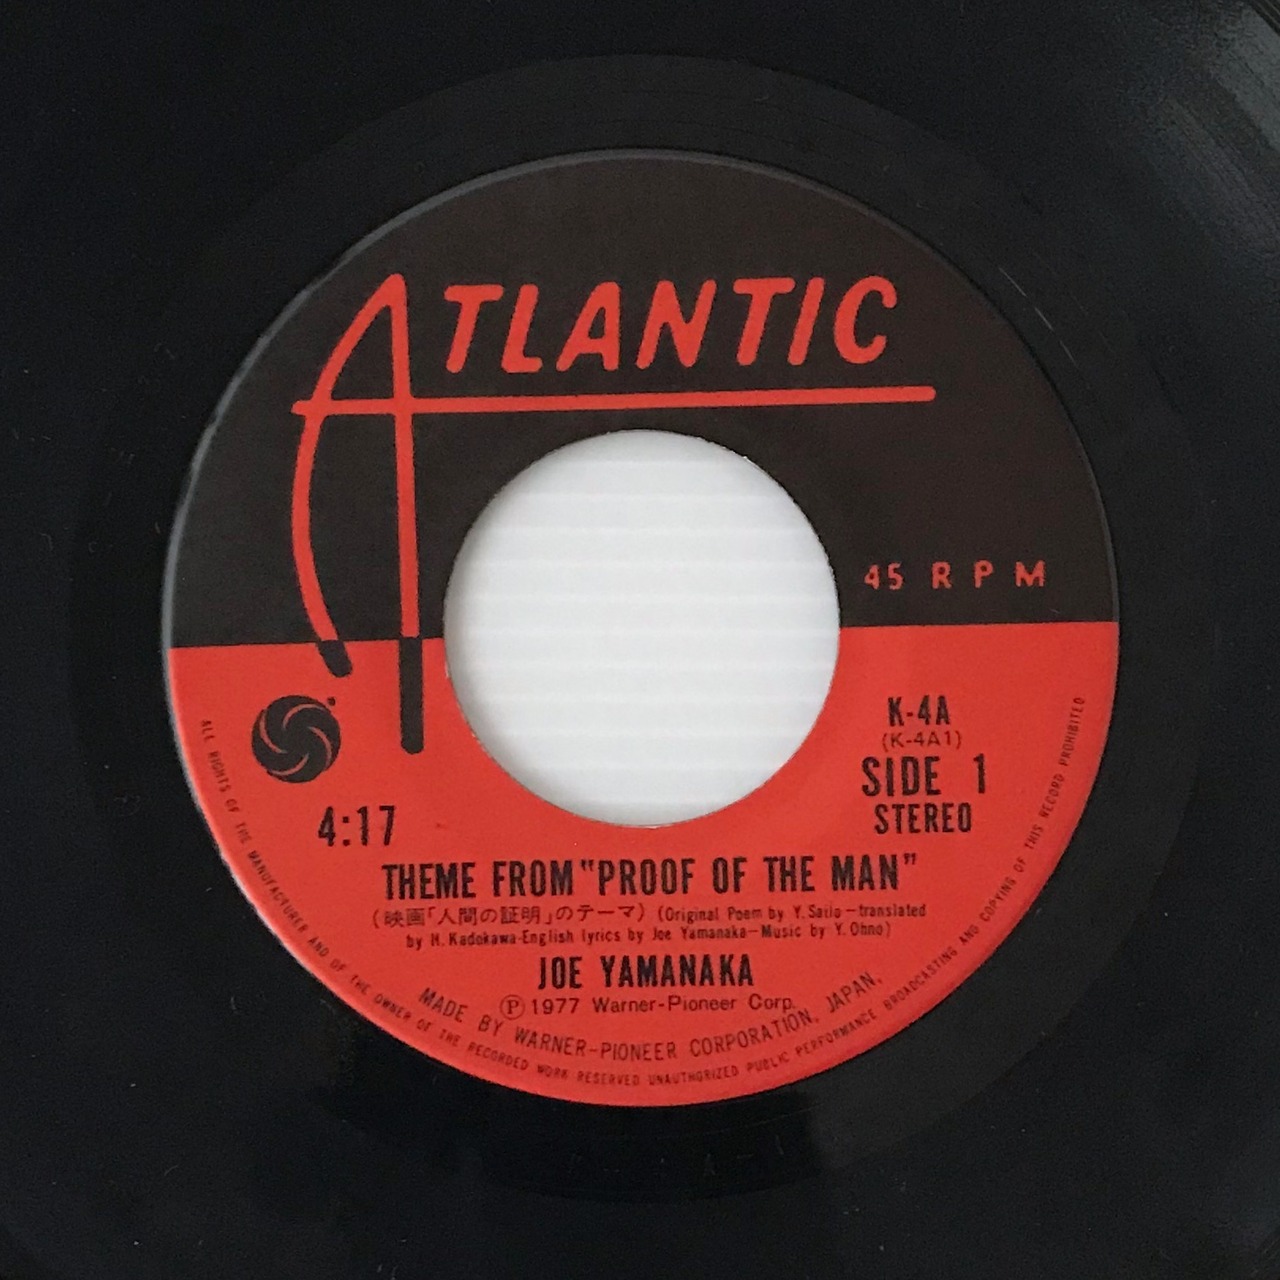 ATLANTIC
45 RPM
K-4A
(K-4A1)
SIDE 1
STEREO
4:17
THEME FROM "PROOF OF THE MAN"
(映画「人間の証明」のテーマ) (Original Poem by Y. Saijo-translated
by H. Kadokawa-English lyrics by Joe Yamanaka-Music by Y. Ohno)
JOE YAMANAKA
Ⓟ 1977 Warner-Pioneer Corp.
MADE BY WARNER-PIONEER CORPORATION, JAPAN,
ALL RIGHTS OF THE MANUFACTURER AND OF THE OWNER OF THE RECORDED WORK RESERVED UNAUTHORIZED PUBLIC PERFORMANCE BROADCASTING AND COPYING OF THIS RECORD PROHIBITED